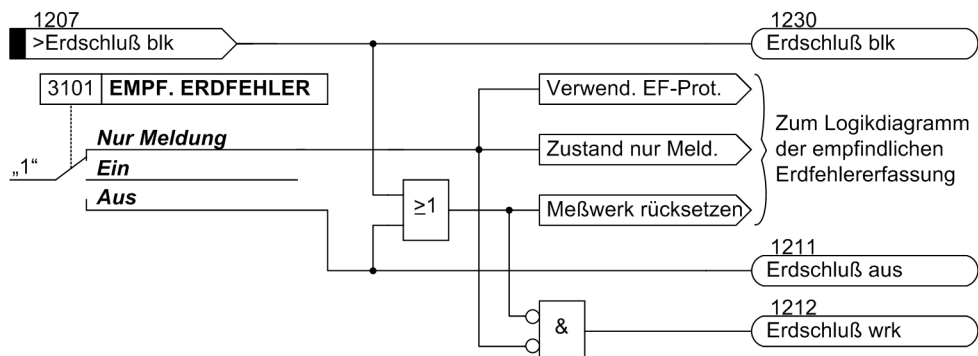 1207
>Erdschluß blk
1230
Erdschluß blk
3101 EMPF. ERDFEHLER
Verwend. EF-Prot.
„1“
Nur Meldung
Zustand nur Meld.
Zum Logikdiagramm
der empfindlichen
Erdfehlererfassung
Ein
Aus
≥1
Meßwerk rücksetzen
1211
Erdschluß aus
&
1212
Erdschluß wrk